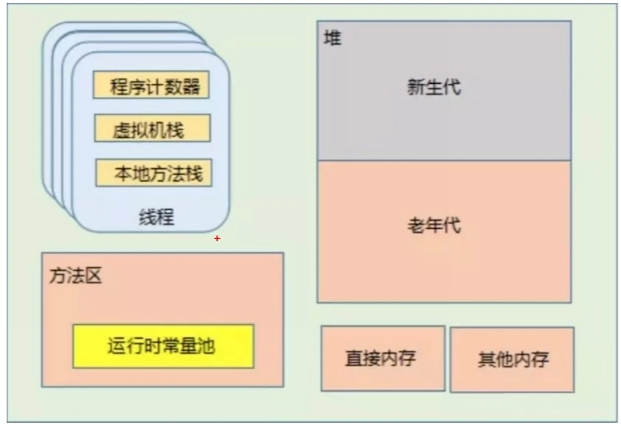 程序计数器
虚拟机栈
本地方法栈
线程
方法区
运行时常量池
堆
新生代
老年代
直接内存
其他内存